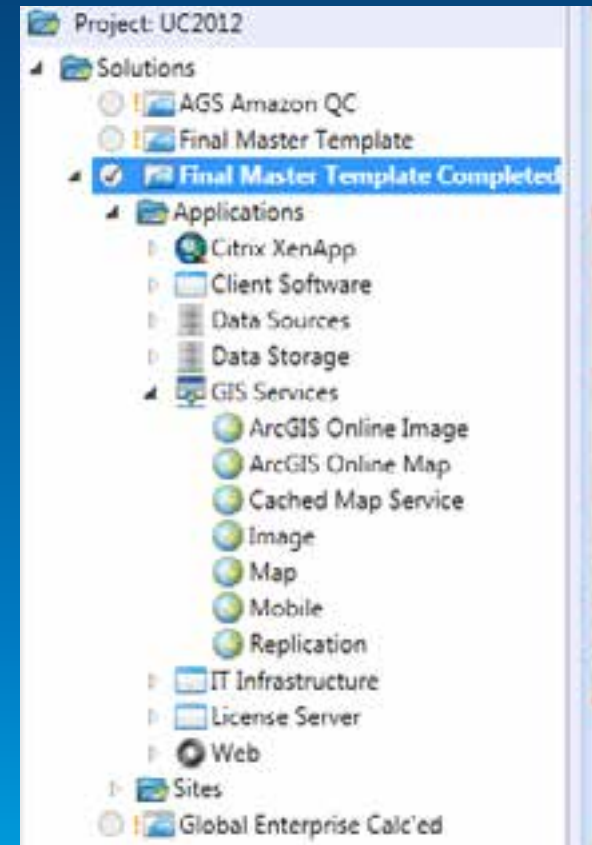 Project: UC2012
Solutions
AGS Amazon QC
Final Master Template
Final Master Template Completed
Applications
Citrix XenApp
Client Software
Data Sources
Data Storage
GIS Services
ArcGIS Online Image
ArcGIS Online Map
Cached Map Service
Image
Map
Mobile
Replication
IT Infrastructure
License Server
Web
Sites
Global Enterprise Calc'ed